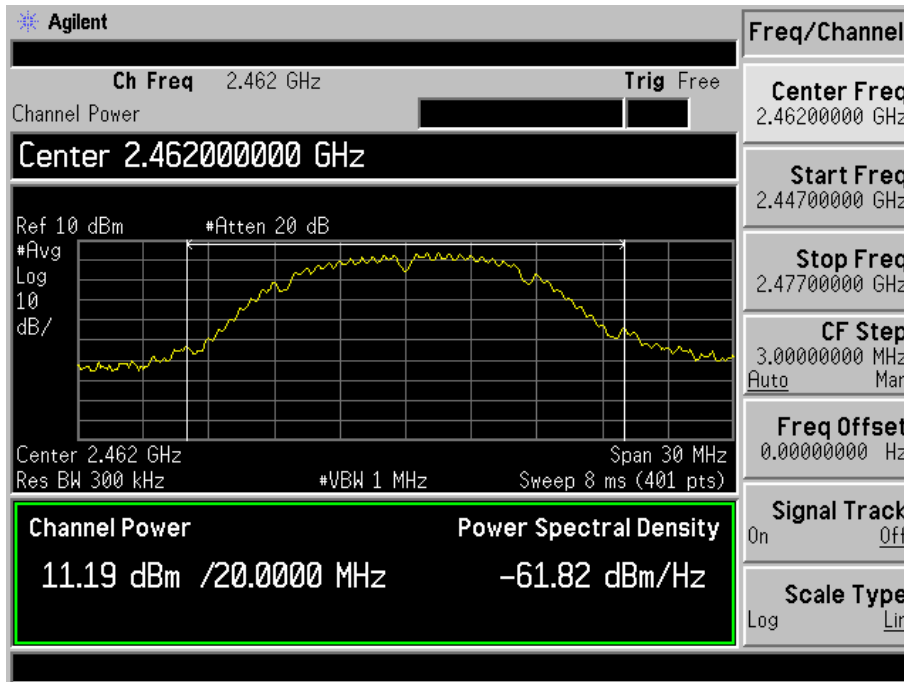 Agilent
Freq/Channel
Ch Freq 2.462 GHz Trig Free
Channel Power
Center 2.462000000 GHz
Ref 10 dBm #Atten 20 dB
#Avg
Log
10
dB/
Center 2.462 GHz Span 30 MHz
Res BW 300 kHz #VBW 1 MHz Sweep 8 ms (401 pts)
Channel Power Power Spectral Density
11.19 dBm /20.0000 MHz -61.82 dBm/Hz
Center Freq
2.46200000 GHz
Start Freq
2.44700000 GHz
Stop Freq
2.47700000 GHz
CF Step
3.00000000 MHz
Auto Man
Freq Offset
0.00000000 Hz
Signal Track
On Off
Scale Type
Log Lin